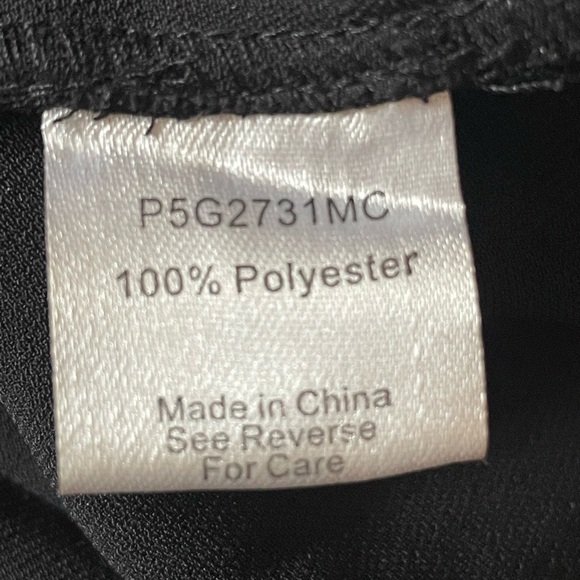 P5G2731MC
100% Polyester
Made in China
See Reverse
For Care